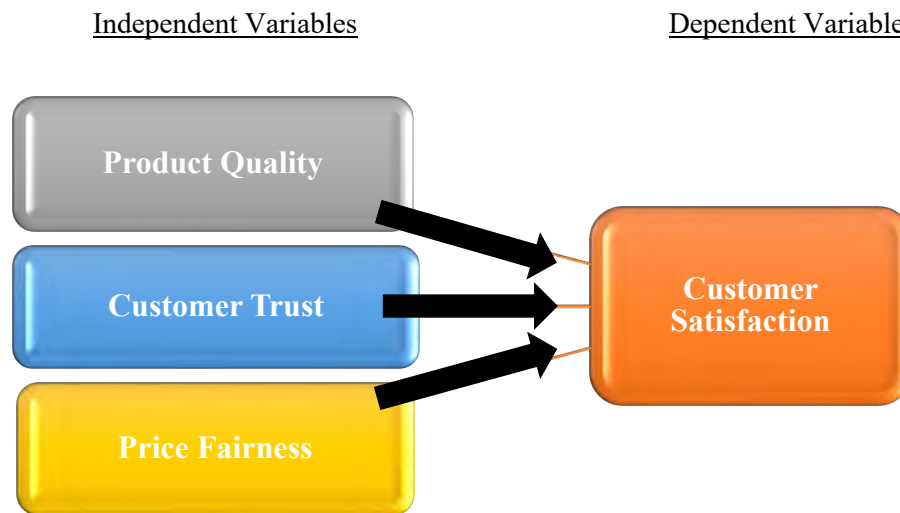 Independent Variables
Dependent Variable
Product Quality
Customer Trust
Price Fairness
Customer
Satisfaction